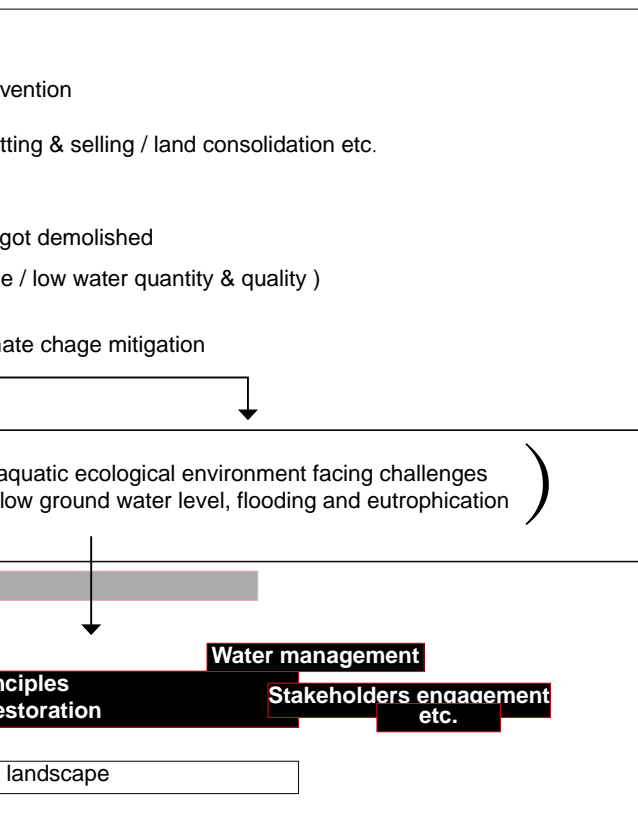 vention
tting & selling / land consolidation etc.
got demolished
e / low water quantity & quality )
nate chage mitigation
aquatic ecological environment facing challenges
low ground water level, flooding and eutrophication
)
Water management
nciples
Stakeholders engagement
estoration
etc.
landscape